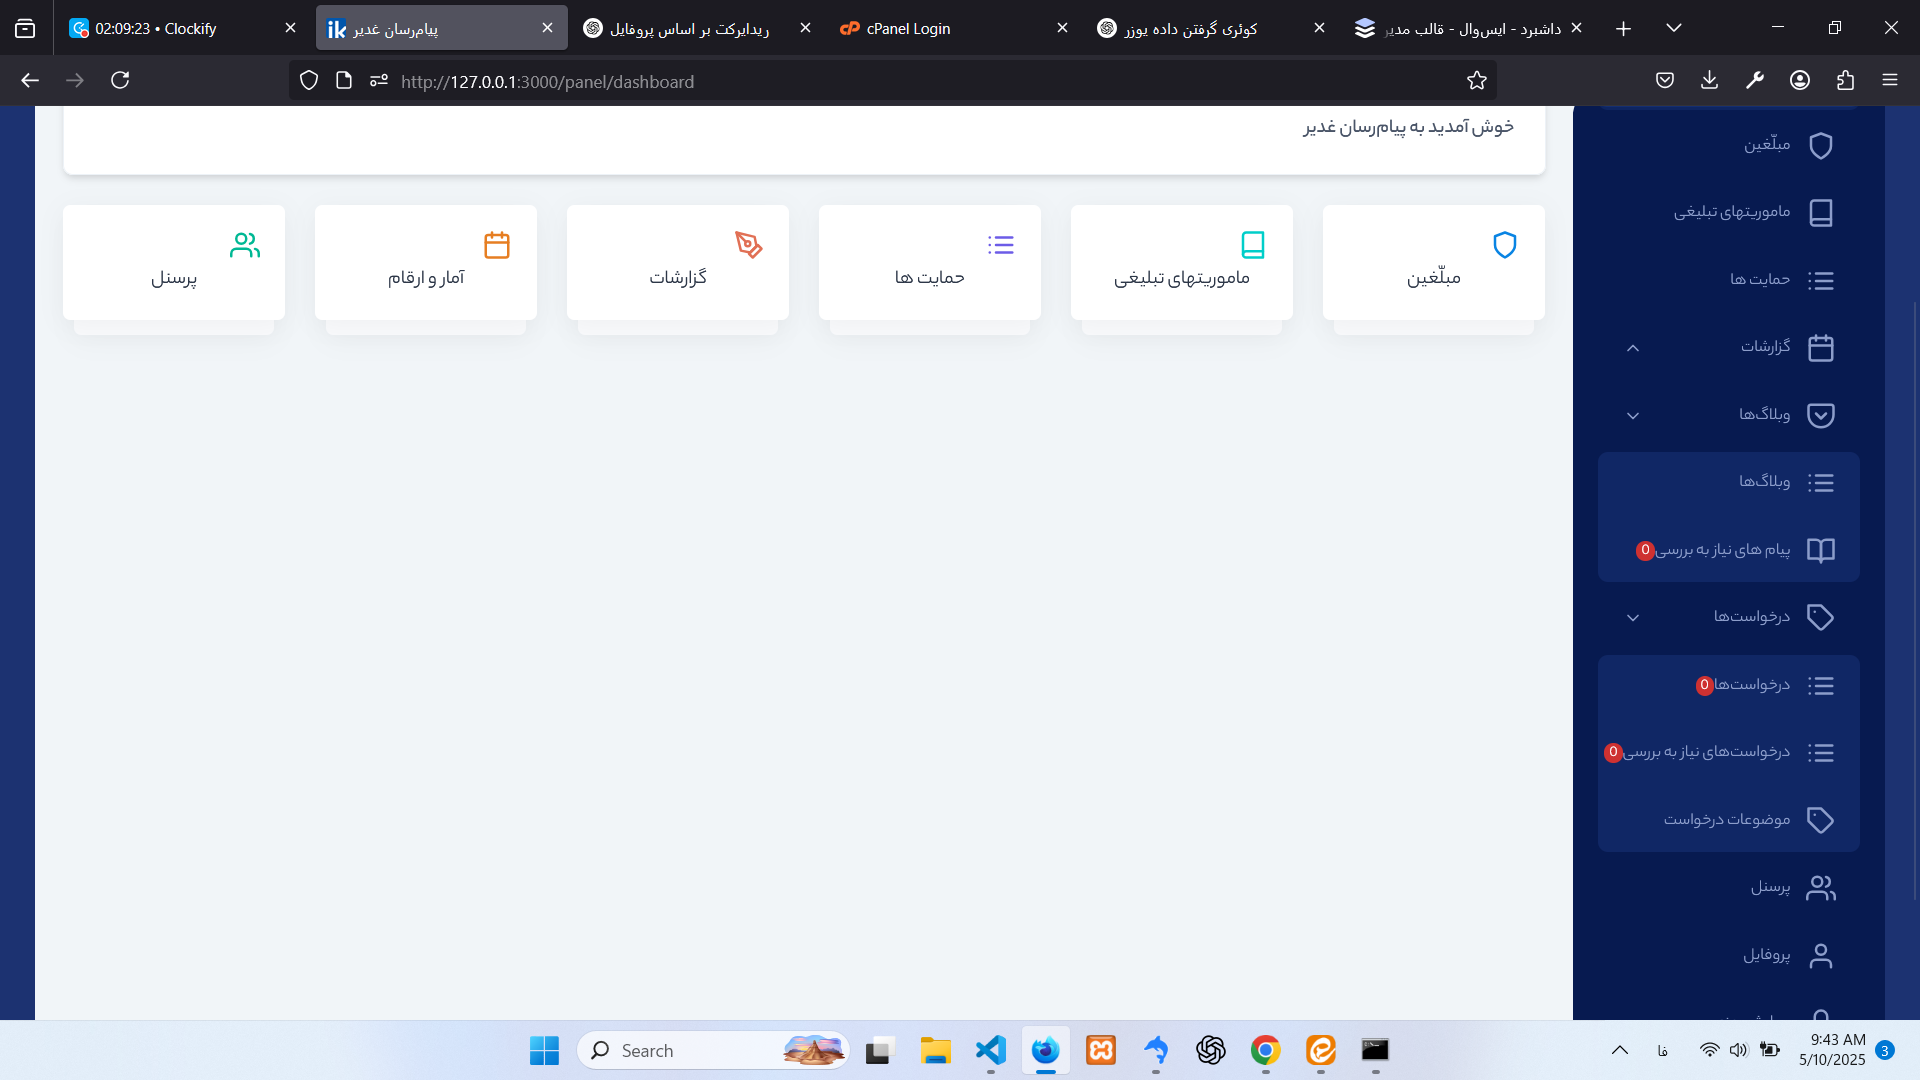 02:09:23 • Clockify
پیام‌رسان غدیر
ریدایرکت بر اساس پروفایل
cPanel Login
کوئری گرفتن داده یوزر
داشبرد - ایس‌وال - قالب مدیر
http://127.0.0.1:3000/panel/dashboard
خوش آمدید به پیام‌رسان غدیر
مبلّغین
ماموریتهای تبلیغی
حمایت ها
گزارشات
آمار و ارقام
پرسنل
مبلّغین
ماموریتهای تبلیغی
حمایت ها
گزارشات
وبلاگ‌ها
وبلاگ‌ها
پیام های نیاز به بررسی 0
درخواست‌ها
درخواست‌ها 0
درخواست‌های نیاز به بررسی 0
موضوعات درخواست
پرسنل
پروفایل
Search
فا
9:43 AM
5/10/2025
3